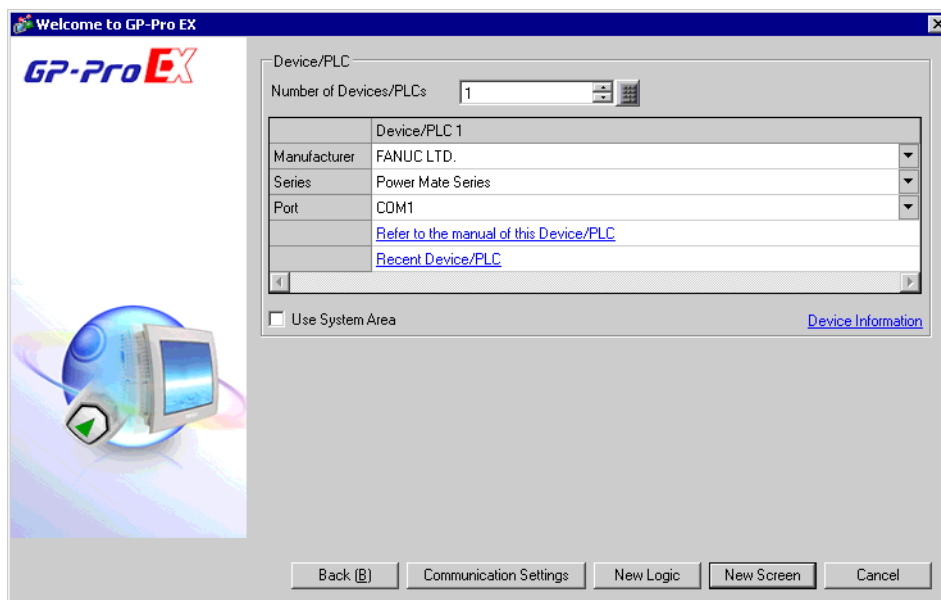 Welcome to GP-Pro EX
GP-Pro EX
Device/PLC
Number of Devices/PLCs 1
Device/PLC 1
Manufacturer FANUC LTD.
Series Power Mate Series
Port COM1
Refer to the manual of this Device/PLC
Recent Device/PLC
Use System Area Device Information
Back (B) Communication Settings New Logic New Screen Cancel